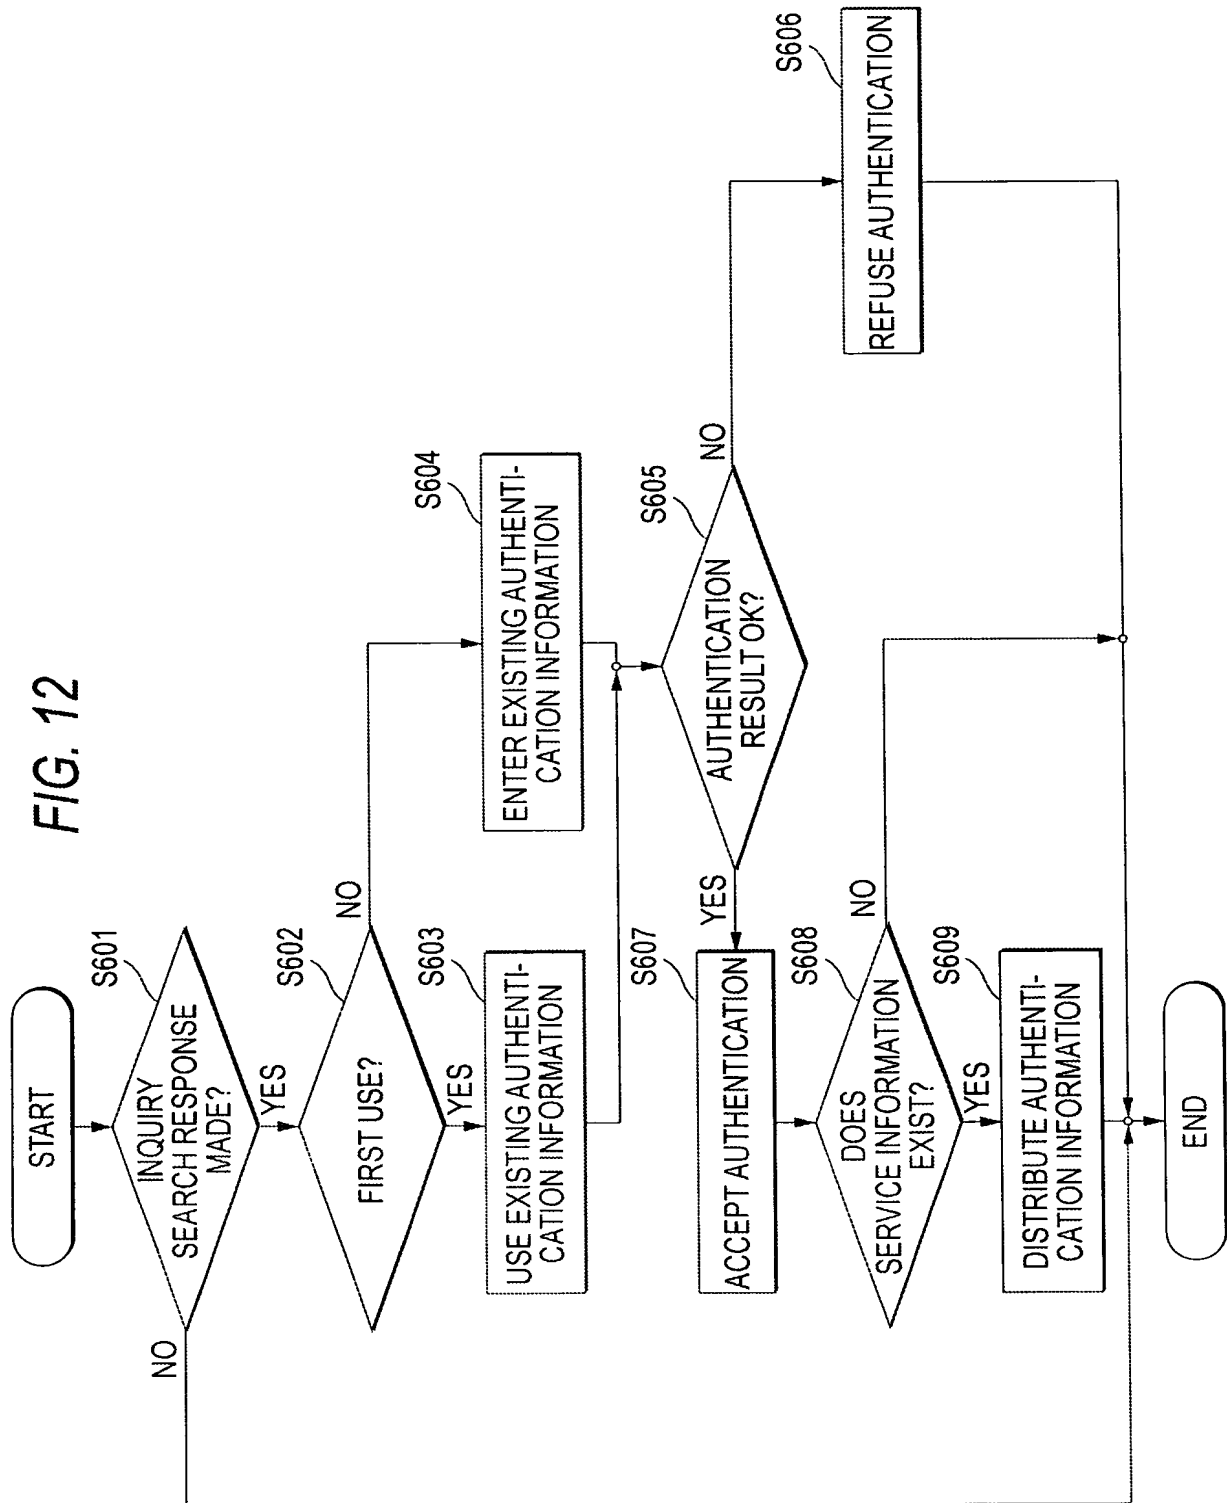 FIG. 12
START
S601
INQUIRY
SEARCH RESPONSE
MADE?
NO
YES
S602
FIRST USE?
NO
YES
S603
USE EXISTING AUTHENTI-
CATION INFORMATION
S604
ENTER EXISTING AUTHENTI-
CATION INFORMATION
S605
AUTHENTICATION
RESULT OK?
NO
YES
S606
REFUSE AUTHENTICATION
S607
ACCEPT AUTHENTICATION
S608
DOES
SERVICE INFORMATION
EXIST?
NO
YES
S609
DISTRIBUTE AUTHENTI-
CATION INFORMATION
END